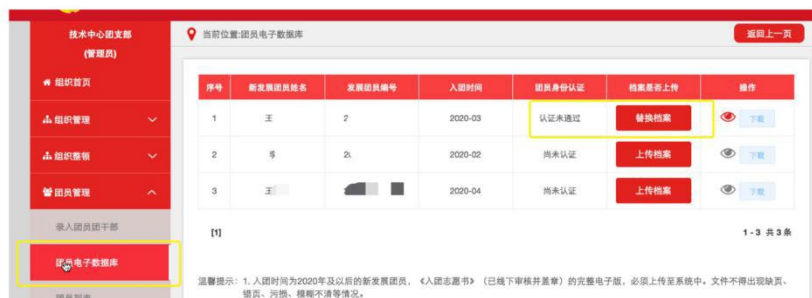 技术中心团支部
(管理员)
当前位置:团员电子数据库
返回上一页
组织首页
组织管理
组织整顿
团员管理
录入团员团干部
团员电子数据库
序号 新发展团员姓名 发展团员编号 入团时间 团员身份认证 档案是否上传 操作
1 王 2 2020-03 认证未通过 替换档案 下载
2 2 2020-02 尚未认证 上传档案 下载
3 王 2020-04 尚未认证 上传档案 下载
[1]
1-3 共3条
温馨提示: 1. 入团时间为2020年及以后的新发展团员，《入团志愿书》（已线下审核并盖章）的完整电子版，必须上传至系统中。文件不得出现缺页、
错页、污损、模糊不清等情况。